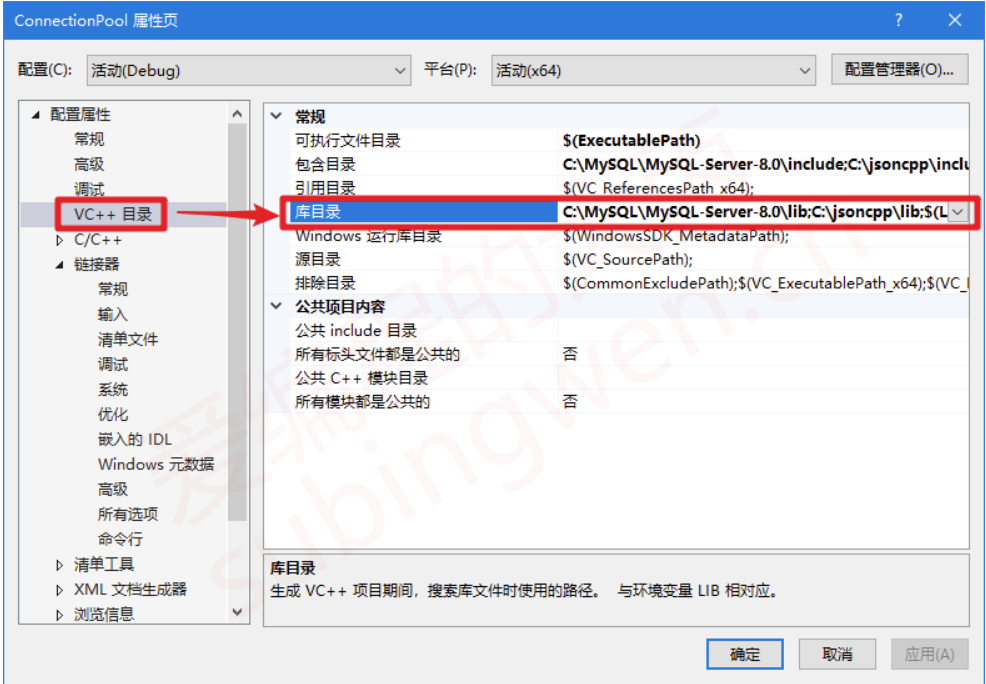 ConnectionPool 属性页
配置(C): 活动(Debug) 平台(P): 活动(x64) 配置管理器(O)...
配置属性
常规
高级
调试
VC++ 目录
C/C++
链接器
常规
输入
清单文件
调试
系统
优化
嵌入的 IDL
Windows 元数据
高级
所有选项
命令行
清单工具
XML 文档生成器
浏览信息
常规
可执行文件目录 $(ExecutablePath)
包含目录 C:\MySQL\MySQL-Server-8.0\include;C:\jsoncpp\inclu
引用目录 $(VC_ReferencesPath_x64);
库目录 C:\MySQL\MySQL-Server-8.0\lib;C:\jsoncpp\lib;$(L
Windows 运行库目录 $(WindowsSDK_MetadataPath);
源目录 $(VC_SourcePath);
排除目录 $(CommonExcludePath);$(VC_ExecutablePath_x64);$(VC_I
公共项目内容
公共 include 目录
所有标头文件都是公共的 否
公共 C++ 模块目录
所有模块都是公共的 否
库目录
生成 VC++ 项目期间，搜索库文件时使用的路径。 与环境变量 LIB 相对应。
确定 取消 应用(A)
subingwen.cn